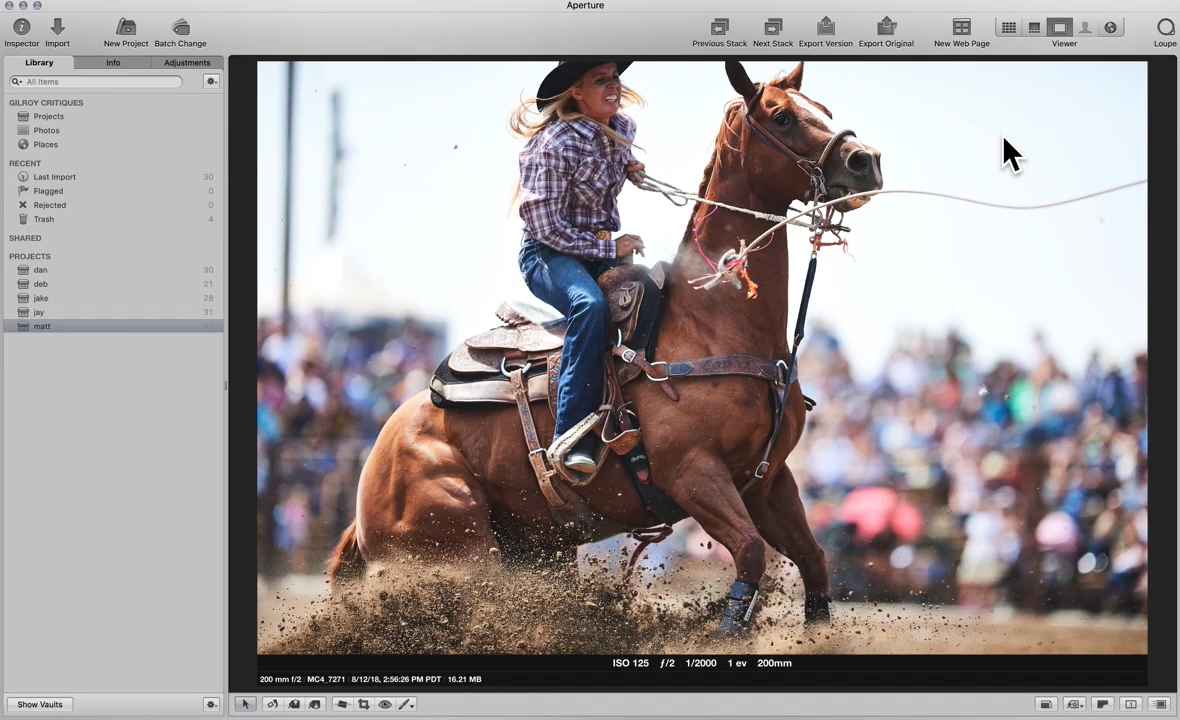 Aperture
Inspector Import New Project Batch Change Previous Stack Next Stack Export Version Export Original New Web Page Viewer Loupe
Library Info Adjustments
All Items
GILROY CRITIQUES
Projects
Photos
Places
RECENT
Last Import 30
Flagged 0
Rejected 0
Trash 4
SHARED
PROJECTS
dan 30
deb 21
jake 28
jay 31
matt
ISO 125 ƒ/2 1/2000 1 ev 200mm
200 mm f/2 | MC4_7271 | 8/12/18, 2:56:26 PM PDT | 16.21 MB
Show Vaults